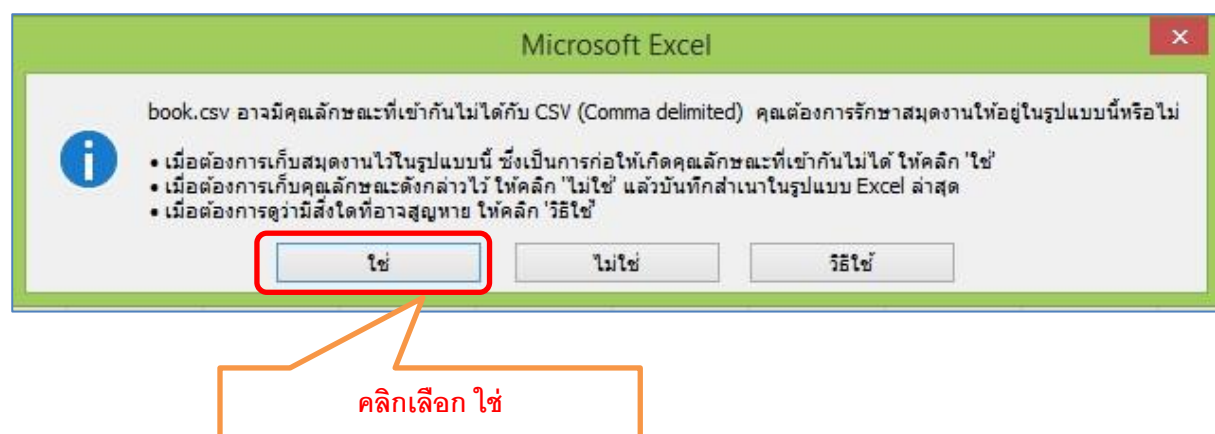 Microsoft Excel
book.csv อาจมีคุณลักษณะที่เข้ากันไม่ได้กับ CSV (Comma delimited) คุณต้องการรักษาสมุดงานให้อยู่ในรูปแบบนี้หรือไม่
• เมื่อต้องการเก็บสมุดงานไว้ในรูปแบบนี้ ซึ่งเป็นการก่อให้เกิดคุณลักษณะที่เข้ากันไม่ได้ ให้คลิก 'ใช่'
• เมื่อต้องการเก็บคุณลักษณะดังกล่าวไว้ ให้คลิก 'ไม่ใช่' แล้วบันทึกสำเนาในรูปแบบ Excel ล่าสุด
• เมื่อต้องการดูว่ามีสิ่งใดที่อาจสูญหาย ให้คลิก 'วิธีใช้'
ใช่ ไม่ใช่ วิธีใช้
คลิกเลือก ใช่